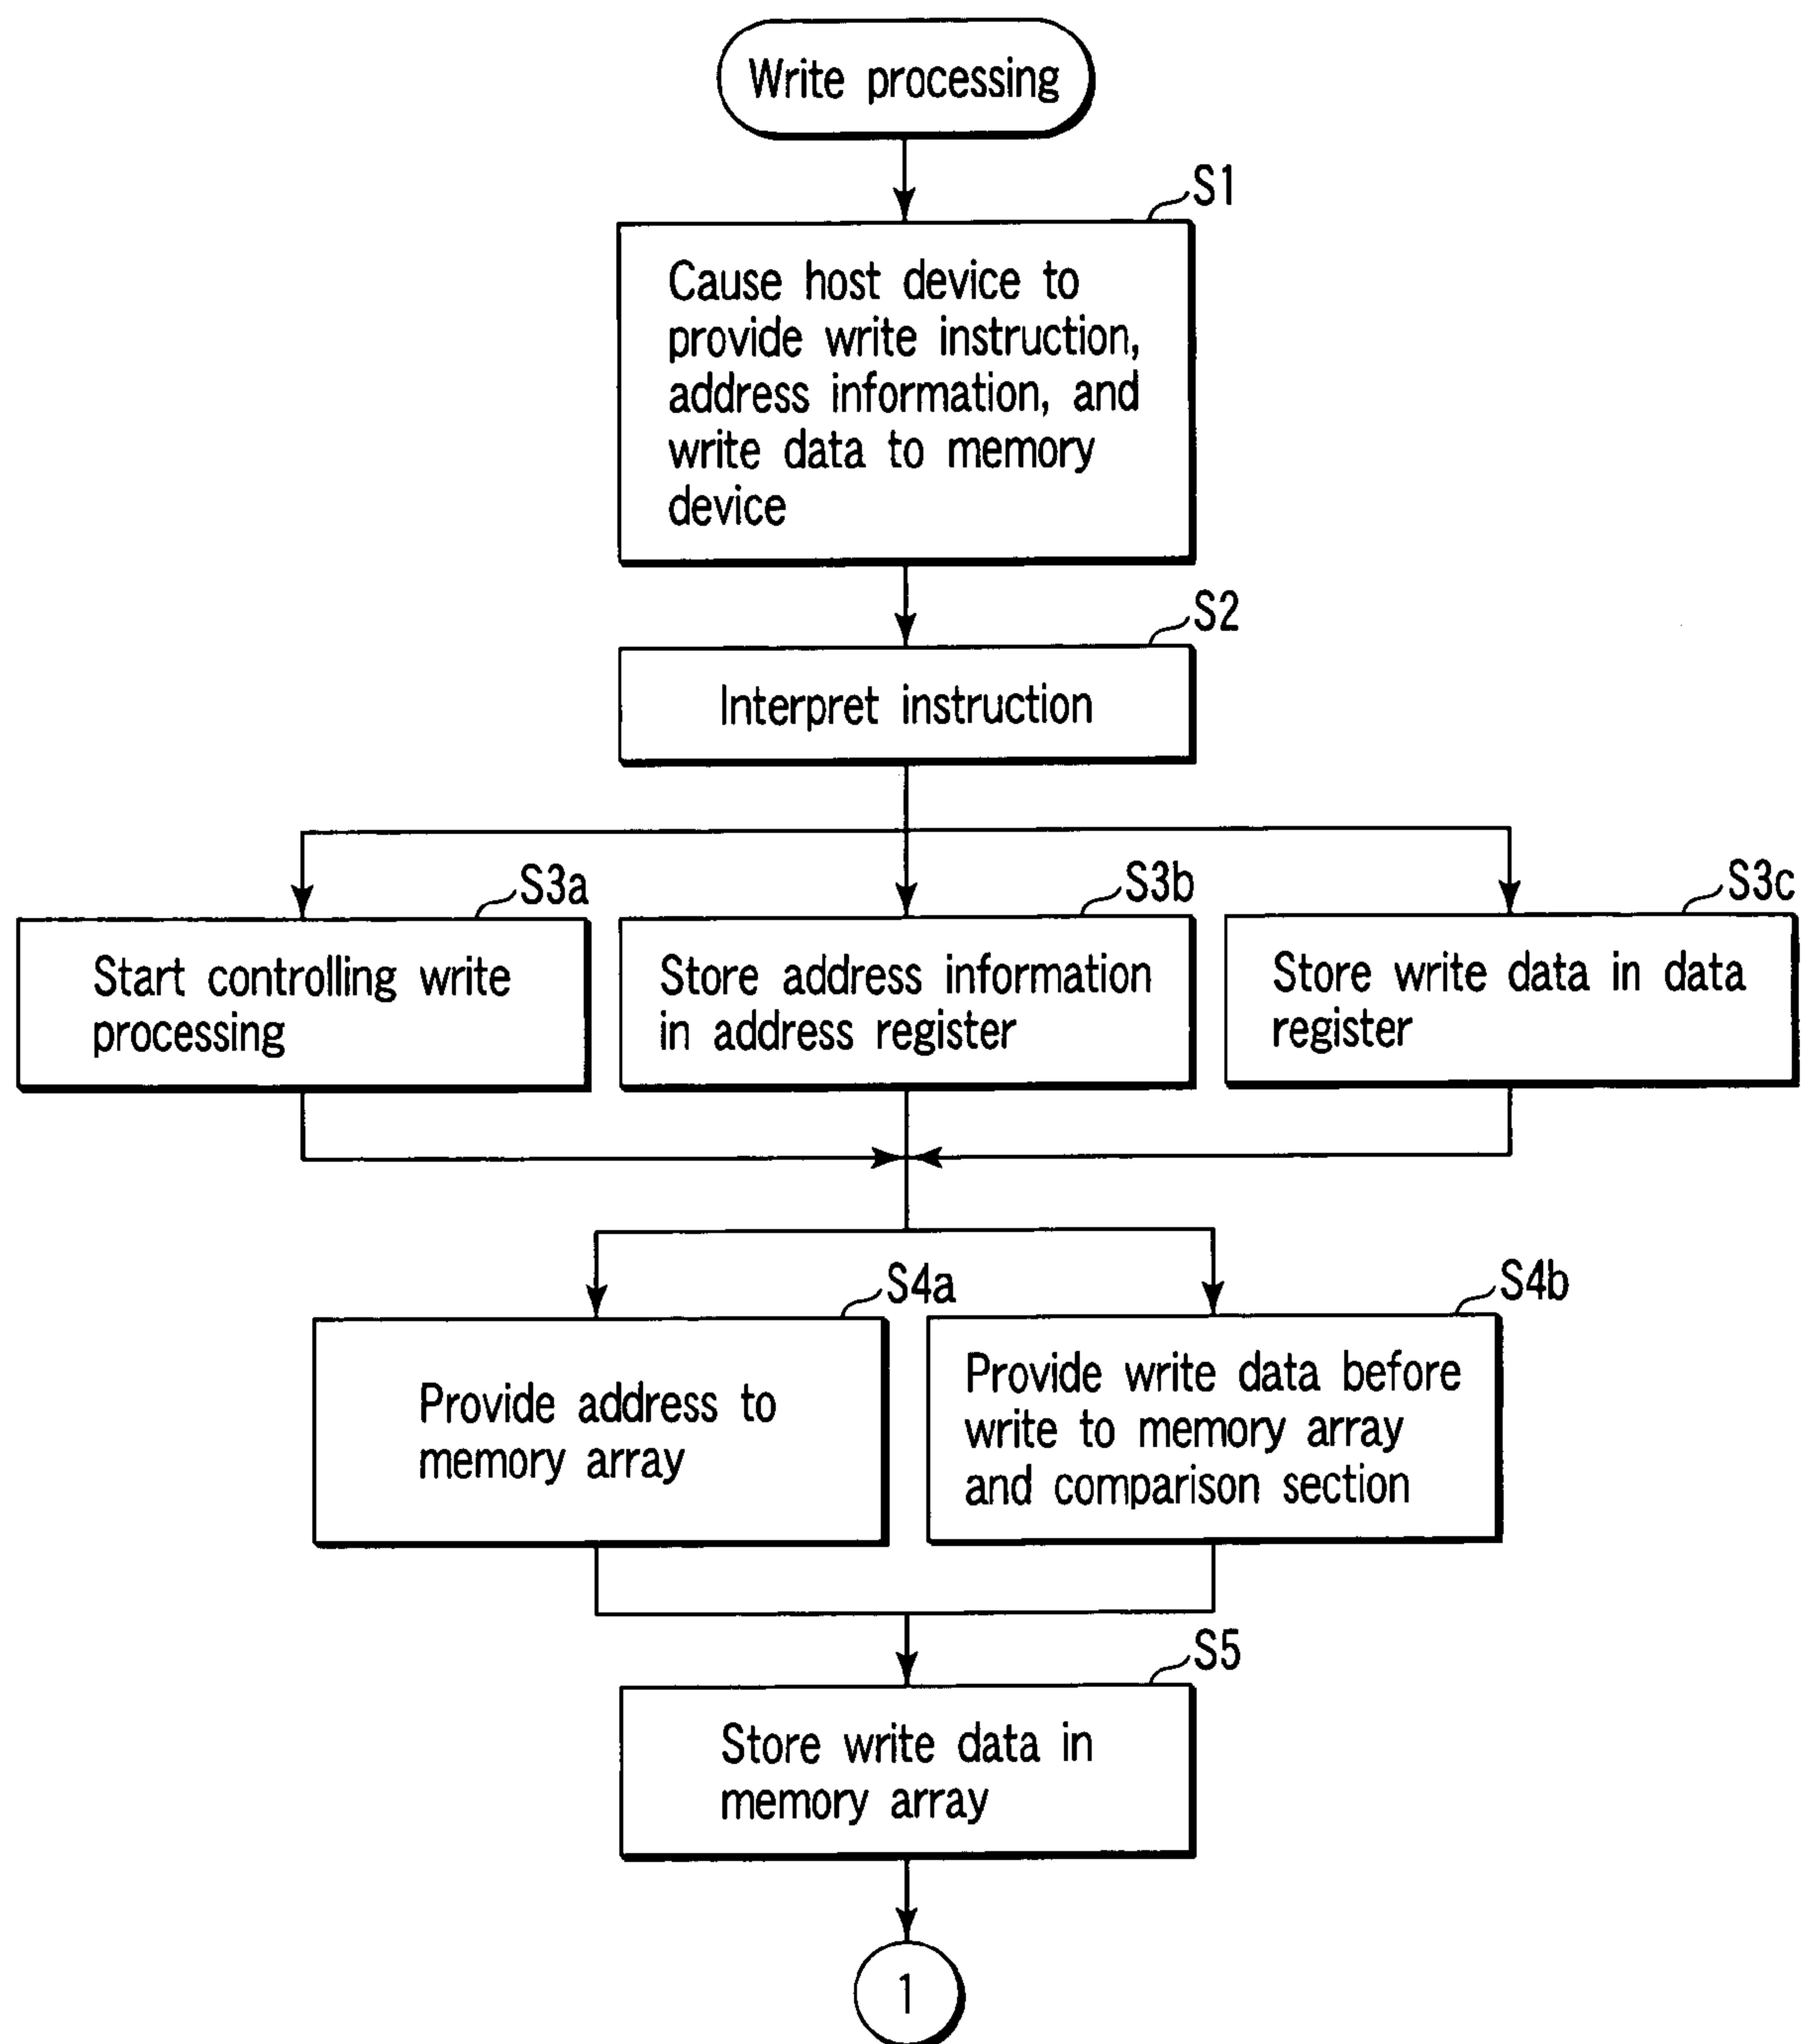 Write processing
S1
Cause host device to
provide write instruction,
address information, and
write data to memory
device
S2
Interpret instruction
S3a
Start controlling write
processing
S3b
Store address information
in address register
S3c
Store write data in data
register
S4a
Provide address to
memory array
S4b
Provide write data before
write to memory array
and comparison section
S5
Store write data in
memory array
1